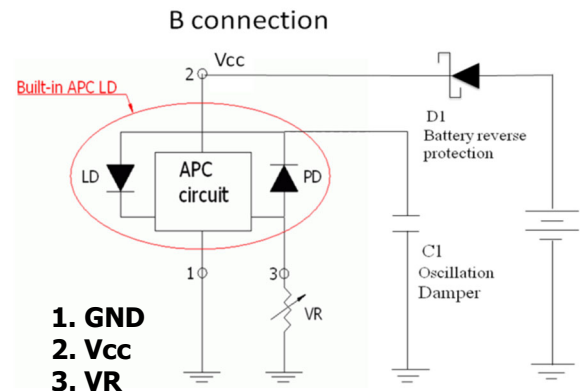 B connection
Vcc
2
Built-in APC LD
D1
Battery reverse
protection
LD
APC
circuit
PD
C1
Oscillation
Damper
1
3
VR
1. GND
2. Vcc
3. VR